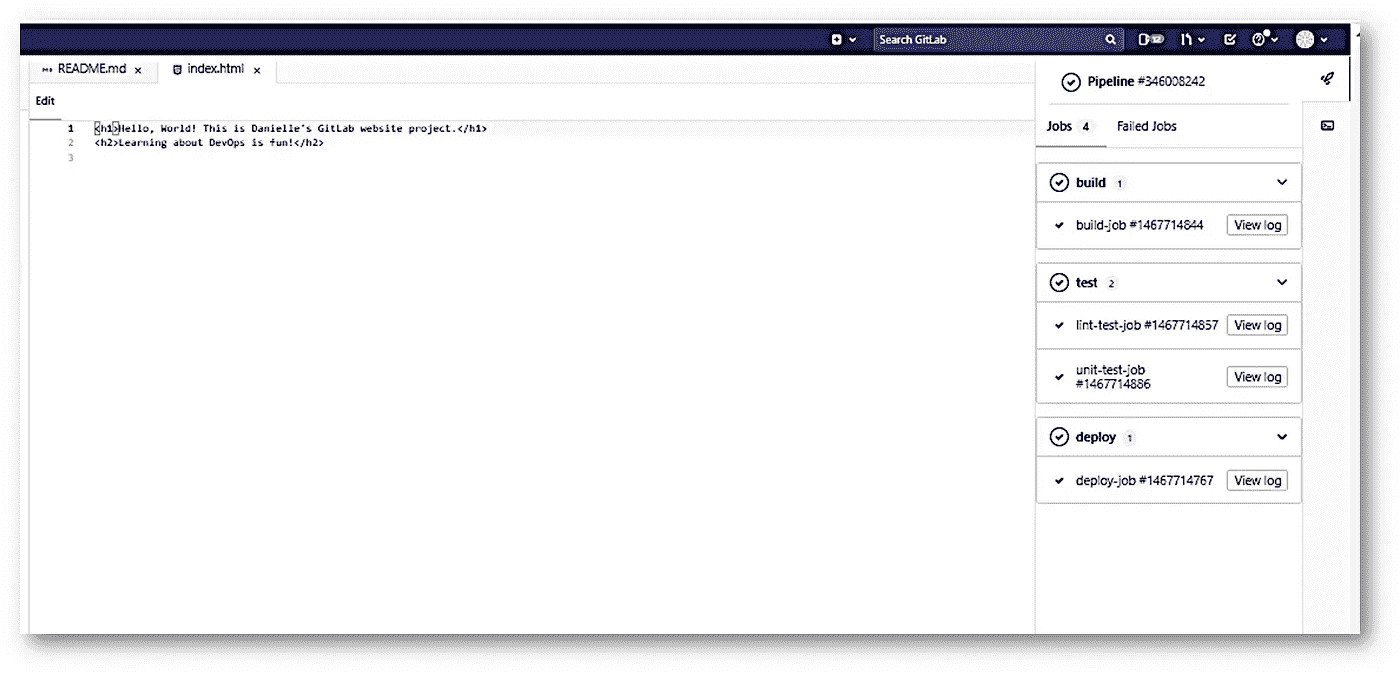 Search GitLab
README.md
index.html
Edit
1 <h1>Hello, World! This is Danielle's GitLab website project.</h1>
2 <h2>Learning about DevOps is fun!</h2>
3
Pipeline #346008242
Jobs 4 Failed Jobs
build 1
build-job #1467714844 View log
test 2
lint-test-job #1467714857 View log
unit-test-job
#1467714886 View log
deploy 1
deploy-job #1467714767 View log